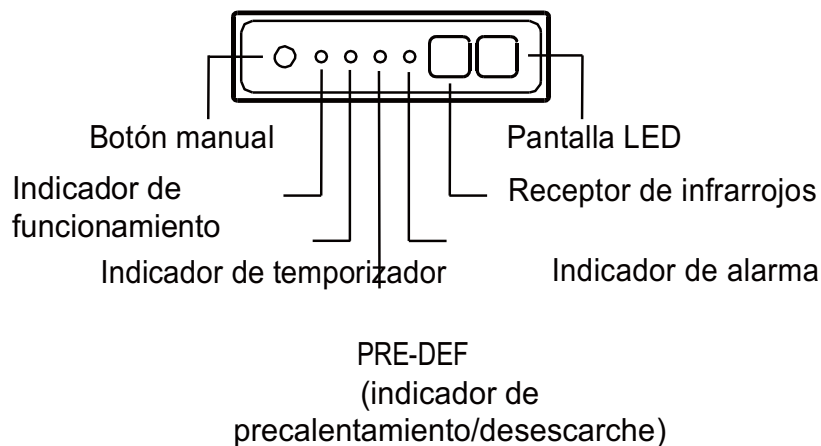 Botón manual
Pantalla LED
Indicador de
funcionamiento
Receptor de infrarrojos
Indicador de temporizador
Indicador de alarma
PRE-DEF
(indicador de
precalentamiento/desescarche)